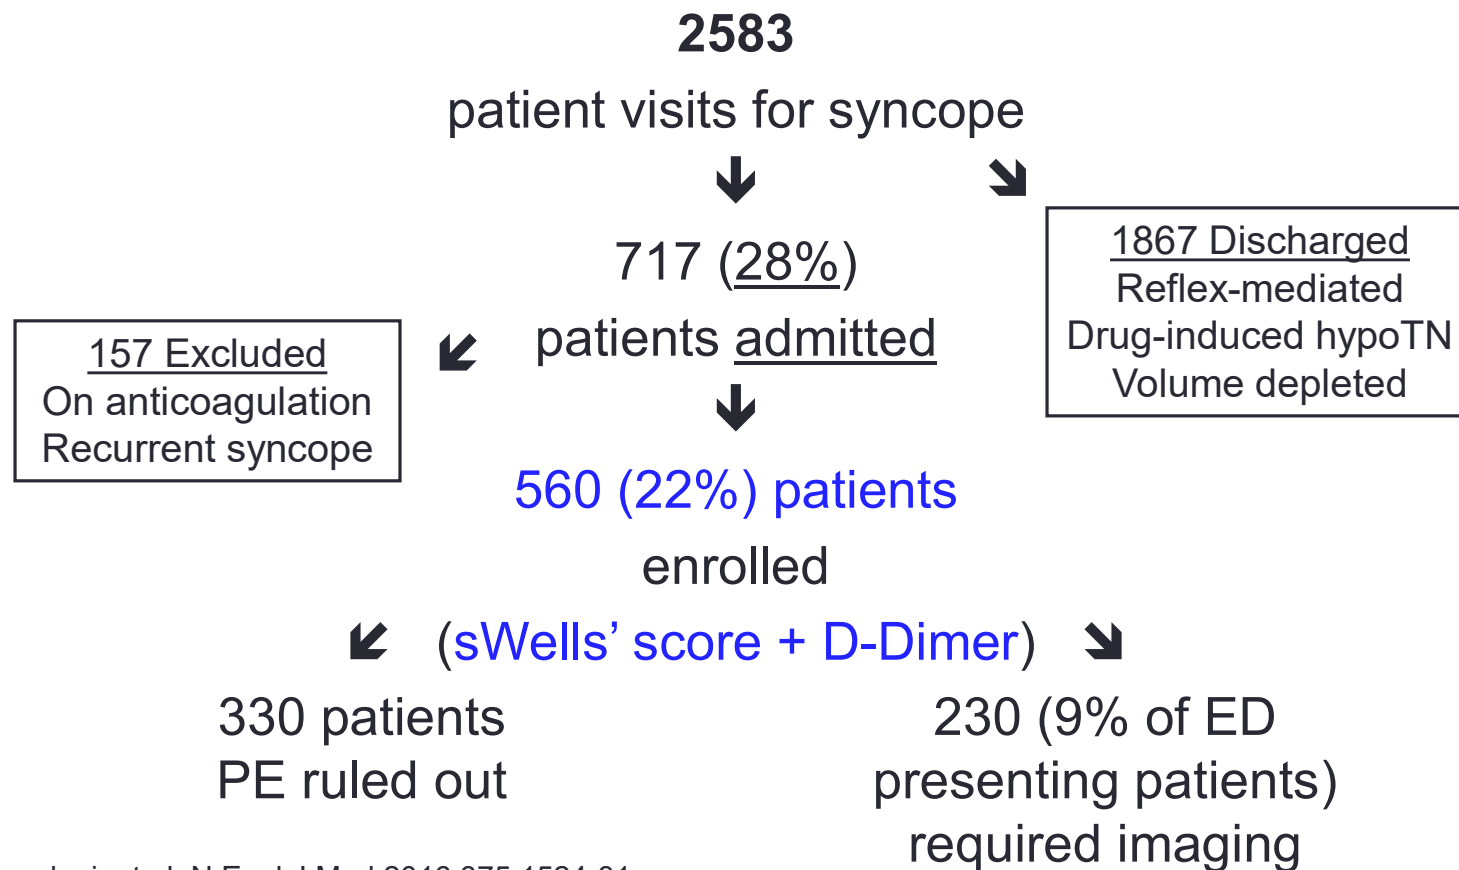 2583
patient visits for syncope
717 (28%)
patients admitted
1867 Discharged
Reflex-mediated
Drug-induced hypoTN
Volume depleted
157 Excluded
On anticoagulation
Recurrent syncope
560 (22%) patients
enrolled
(sWells’ score + D-Dimer)
330 patients
PE ruled out
230 (9% of ED
presenting patients)
required imaging